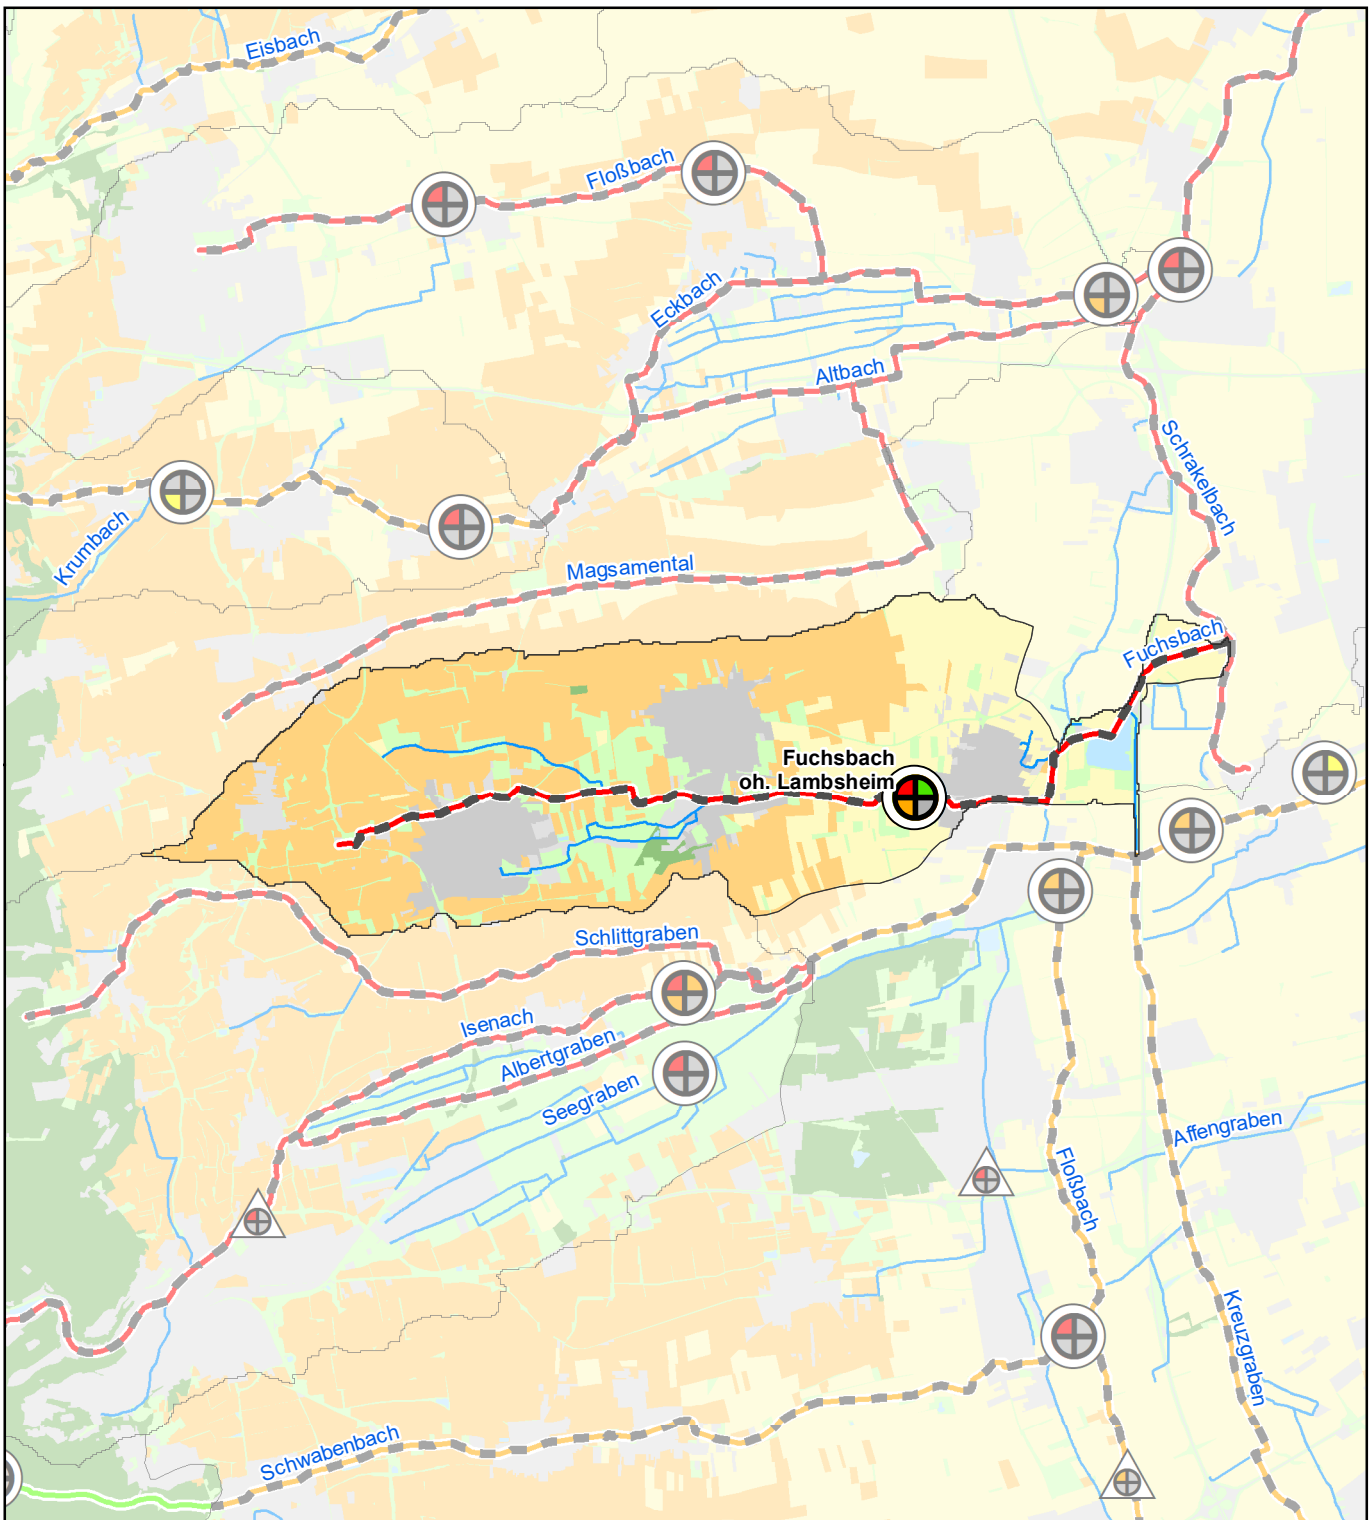 Eisbach
Floßbach
Eckbach
Altbach
Schrakelbach
Krumbach
Magsamental
Fuchsbach
Fuchsbach
oh. Lambsheim
Schlittgraben
Isenach
Albertgraben
Seegraben
Affengraben
Floßbach
Kreuzgraben
Schwabenbach